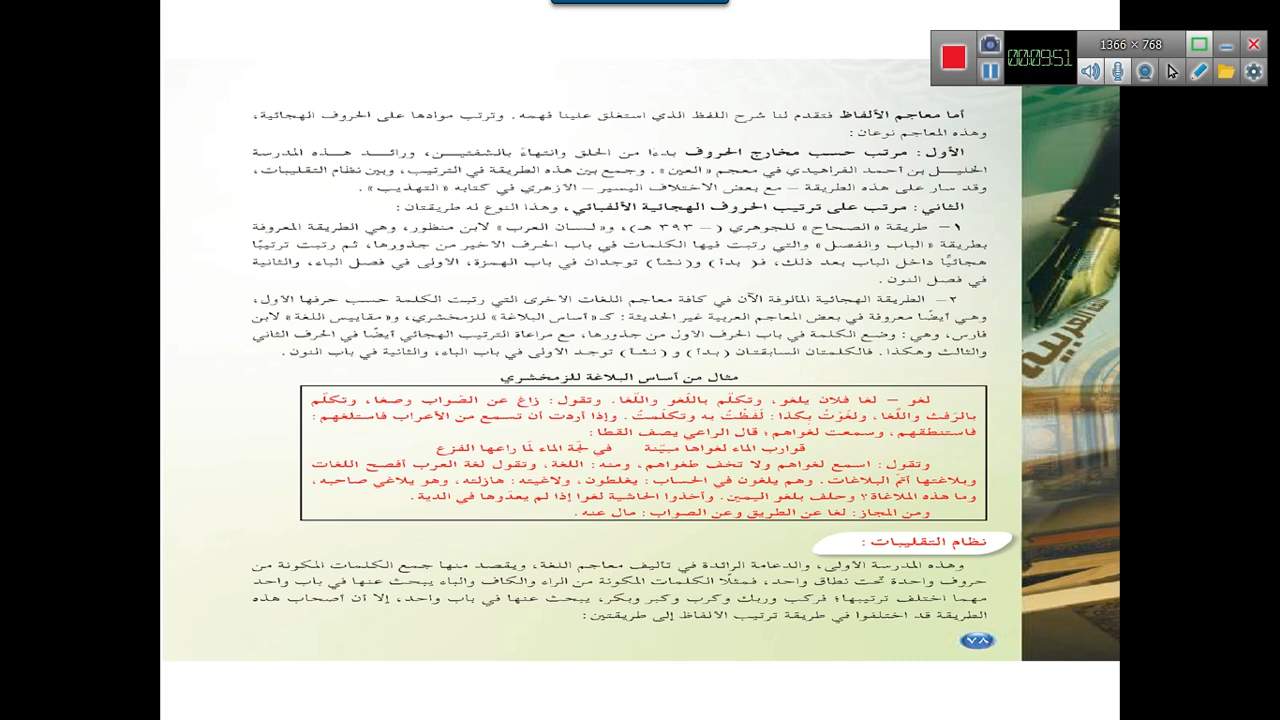 1366 × 768
00:09:51
أما معاجم الألفاظ فتقدم لنا شرح اللفظ الذي استغلق علينا فهمه. وترتب موادها على الحروف الهجائية،
وهذه المعاجم نوعان:
الأول: مرتب حسب مخارج الحروف بدءًا من الحلق وانتهاءً بالشفتين، ورائد هذه المدرسة
الخليل بن أحمد الفراهيدي في معجم «العين». وجمع بين هذه الطريقة في الترتيب، وبين نظام التقليبات،
وقد سار على هذه الطريقة – مع بعض الاختلاف اليسير – الأزهري في كتابه «التهذيب».
الثاني: مرتب على ترتيب الحروف الهجائية الألفبائي، وهذا النوع له طريقتان:
١– طريقة «الصحاح» للجوهري (– ٣٩٣ هـ)، و«لسان العرب» لابن منظور، وهي الطريقة المعروفة
بطريقة «الباب والفصل» والتي رتبت فيها الكلمات في باب الحرف الأخير من جذورها، ثم رتبت ترتيبًا
هجائيًّا داخل الباب بعد ذلك، فـ( بدأ) و(نشأ) توجدان في باب الهمزة، الأولى في فصل الباء، والثانية
في فصل النون.
٢– الطريقة الهجائية المألوفة الآن في كافة معاجم اللغات الأخرى التي رتبت الكلمة حسب حرفها الأول،
وهي أيضًا معروفة في بعض المعاجم العربية غير الحديثة: كـ«أساس البلاغة» للزمخشري، و«مقاييس اللغة» لابن
فارس، وهي: وضع الكلمة في باب الحرف الأول من جذورها، مع مراعاة الترتيب الهجائي أيضًا في الحرف الثاني
والثالث وهكذا. فالكلمتان السابقتان (بدأ) و (نشأ) توجد الأولى في باب الباء، والثانية في باب النون.
مثال من أساس البلاغة للزمخشري
لغو – لغا فلان يلغو، وتكلّم باللّغو واللّغا. وتقول: زاغ عن الصّواب وصغا، وتكلّم
بالرّفث واللّغا، ولغَوْتُ بكذا: لَفظْتُ به وتكلّمتُ. وإذا أردت أن تسمع من الأعراب فاستلغهم:
فاستنطقهم، وسمعت لغواهم؛ قال الراعي يصف القطا:
قوارب الماء لغواها مبيّنة في لجّة الماء لمّا راعها الفزع
وتقول: اسمع لغواهم ولا تخف طغواهم، ومنه: اللغة، وتقول لغة العرب أفصح اللغات
وبلاغتها أتمّ البلاغات. وهم يلغون في الحساب: يغلطون، ولاغيته: هازلته، وهو يلاغي صاحبه،
وما هذه الملاغاة؟ وحلف بلغو اليمين. وأخذوا الحاشية لغوا إذا لم يعدّوها في الدية.
ومن المجاز: لغا عن الطريق وعن الصواب: مال عنه.
نظام التقليبات:
وهذه المدرسة الأولى، والدعامة الرائدة في تأليف معاجم اللغة، ويقصد منها جمع الكلمات المكونة من
حروف واحدة تحت نطاق واحد، فمثلًا الكلمات المكونة من الراء والكاف والباء يبحث عنها في باب واحد
مهما اختلف ترتيبها؛ فركب وربك وكرب وكبر وبكر، يبحث عنها في باب واحد، إلا أن أصحاب هذه
الطريقة قد اختلفوا في طريقة ترتيب الألفاظ إلى طريقتين:
٧٨